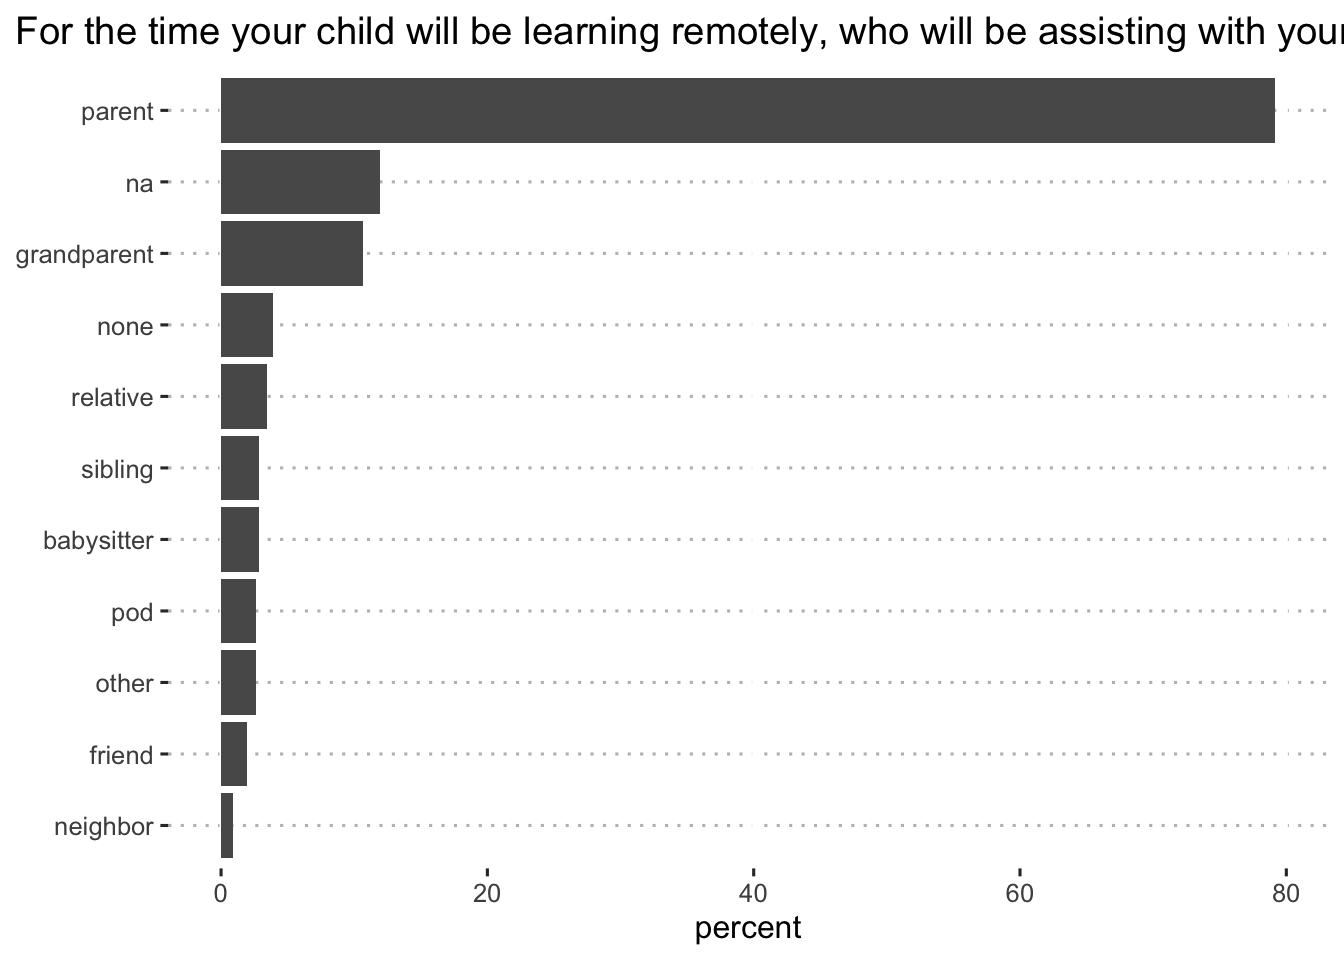 For the time your child will be learning remotely, who will be assisting with your
parent
na
grandparent
none
relative
sibling
babysitter
pod
other
friend
neighbor
0 20 40 60 80
percent